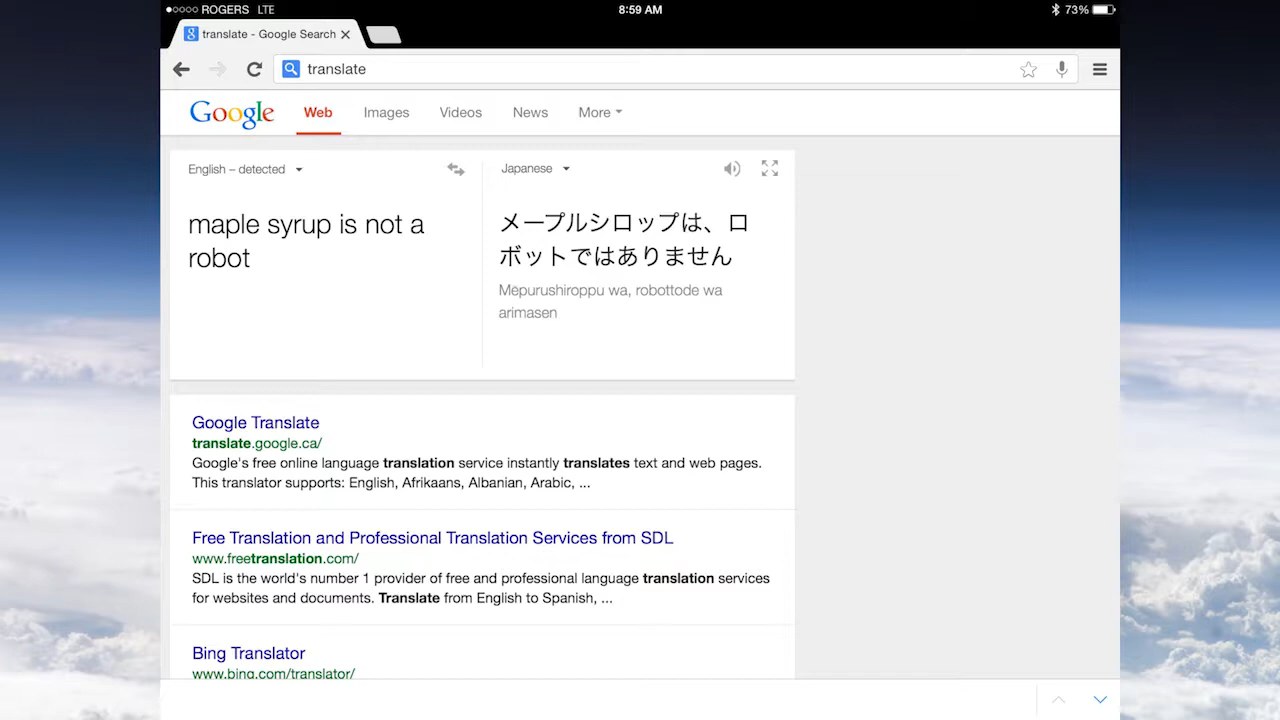 ROGERS LTE 8:59 AM 73%
translate - Google Search
translate
Google Web Images Videos News More
English – detected Japanese
maple syrup is not a
robot
メープルシロップは、ロ
ボットではありません
Mēpurushiroppu wa, robottode wa
arimasen
Google Translate
translate.google.ca/
Google's free online language translation service instantly translates text and web pages.
This translator supports: English, Afrikaans, Albanian, Arabic, ...
Free Translation and Professional Translation Services from SDL
www.freetranslation.com/
SDL is the world's number 1 provider of free and professional language translation services
for websites and documents. Translate from English to Spanish, ...
Bing Translator
www.bing.com/translator/